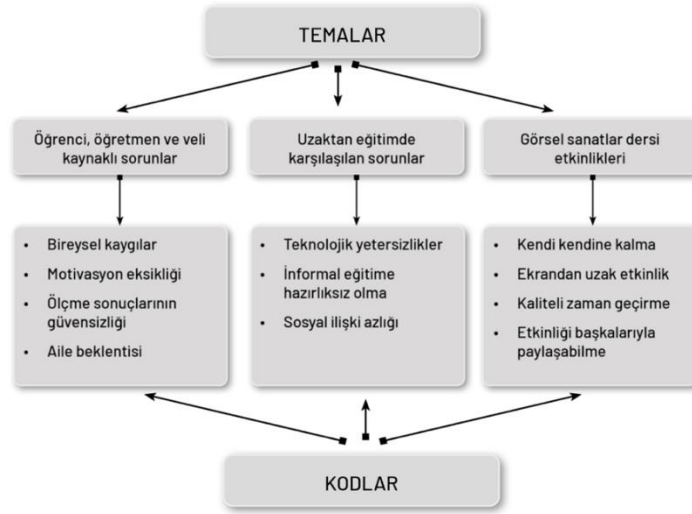 TEMALAR
Öğrenci, öğretmen ve veli
kaynaklı sorunlar
Uzaktan eğitimde
karşılaşılan sorunlar
Görsel sanatlar dersi
etkinlikleri
• Bireysel kaygılar
• Motivasyon eksikliği
• Ölçme sonuçlarının
güvensizliği
• Aile beklentisi
• Teknolojik yetersizlikler
• İnformal eğitime
hazırlıksız olma
• Sosyal ilişki azlığı
• Kendi kendine kalma
• Ekrandan uzak etkinlik
• Kaliteli zaman geçirme
• Etkinliği başkalarıyla
paylaşabilme
KODLAR